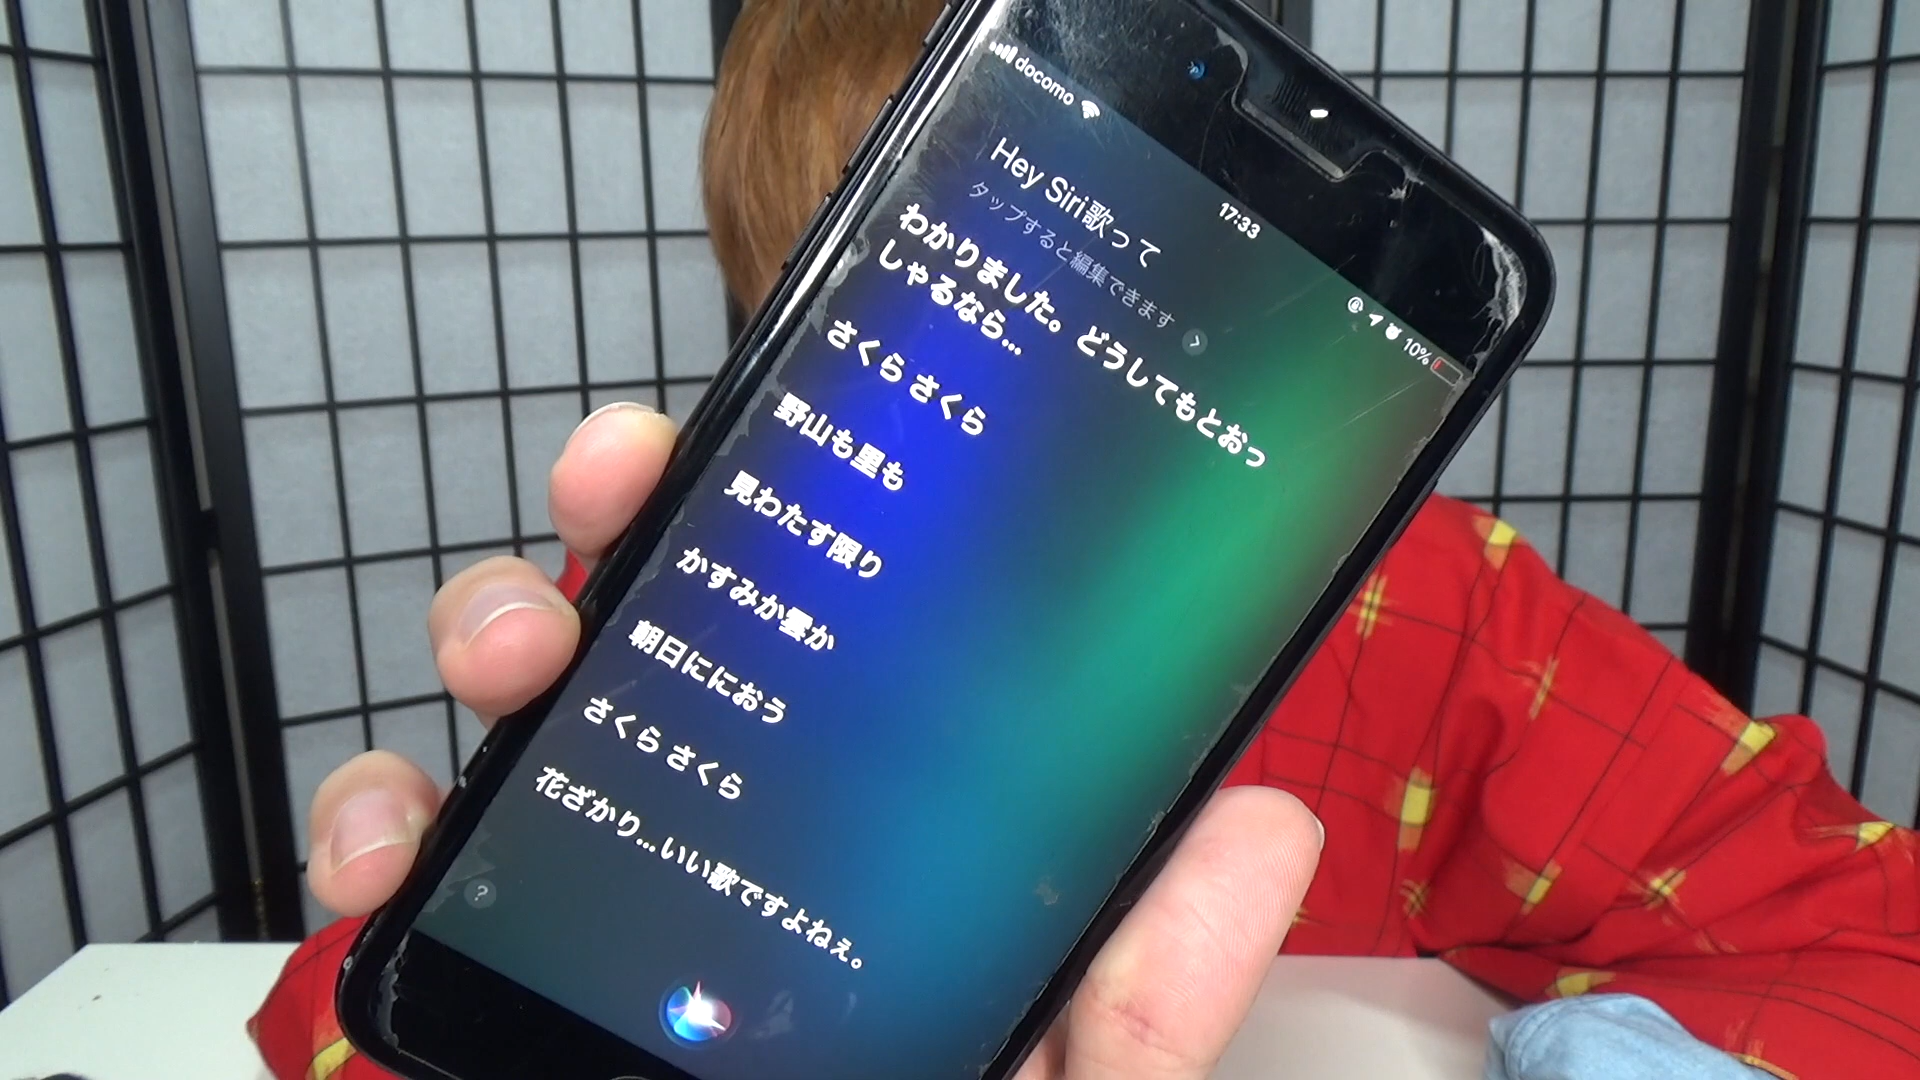 docomo
17:33
10%
Hey Siri歌って
タップすると編集できます
わかりました。どうしてもとおっ
しゃるなら...
さくら さくら
野山も里も
見わたす限り
かすみか雲か
朝日ににおう
さくら さくら
花ざかり...いい歌ですよねぇ。
?